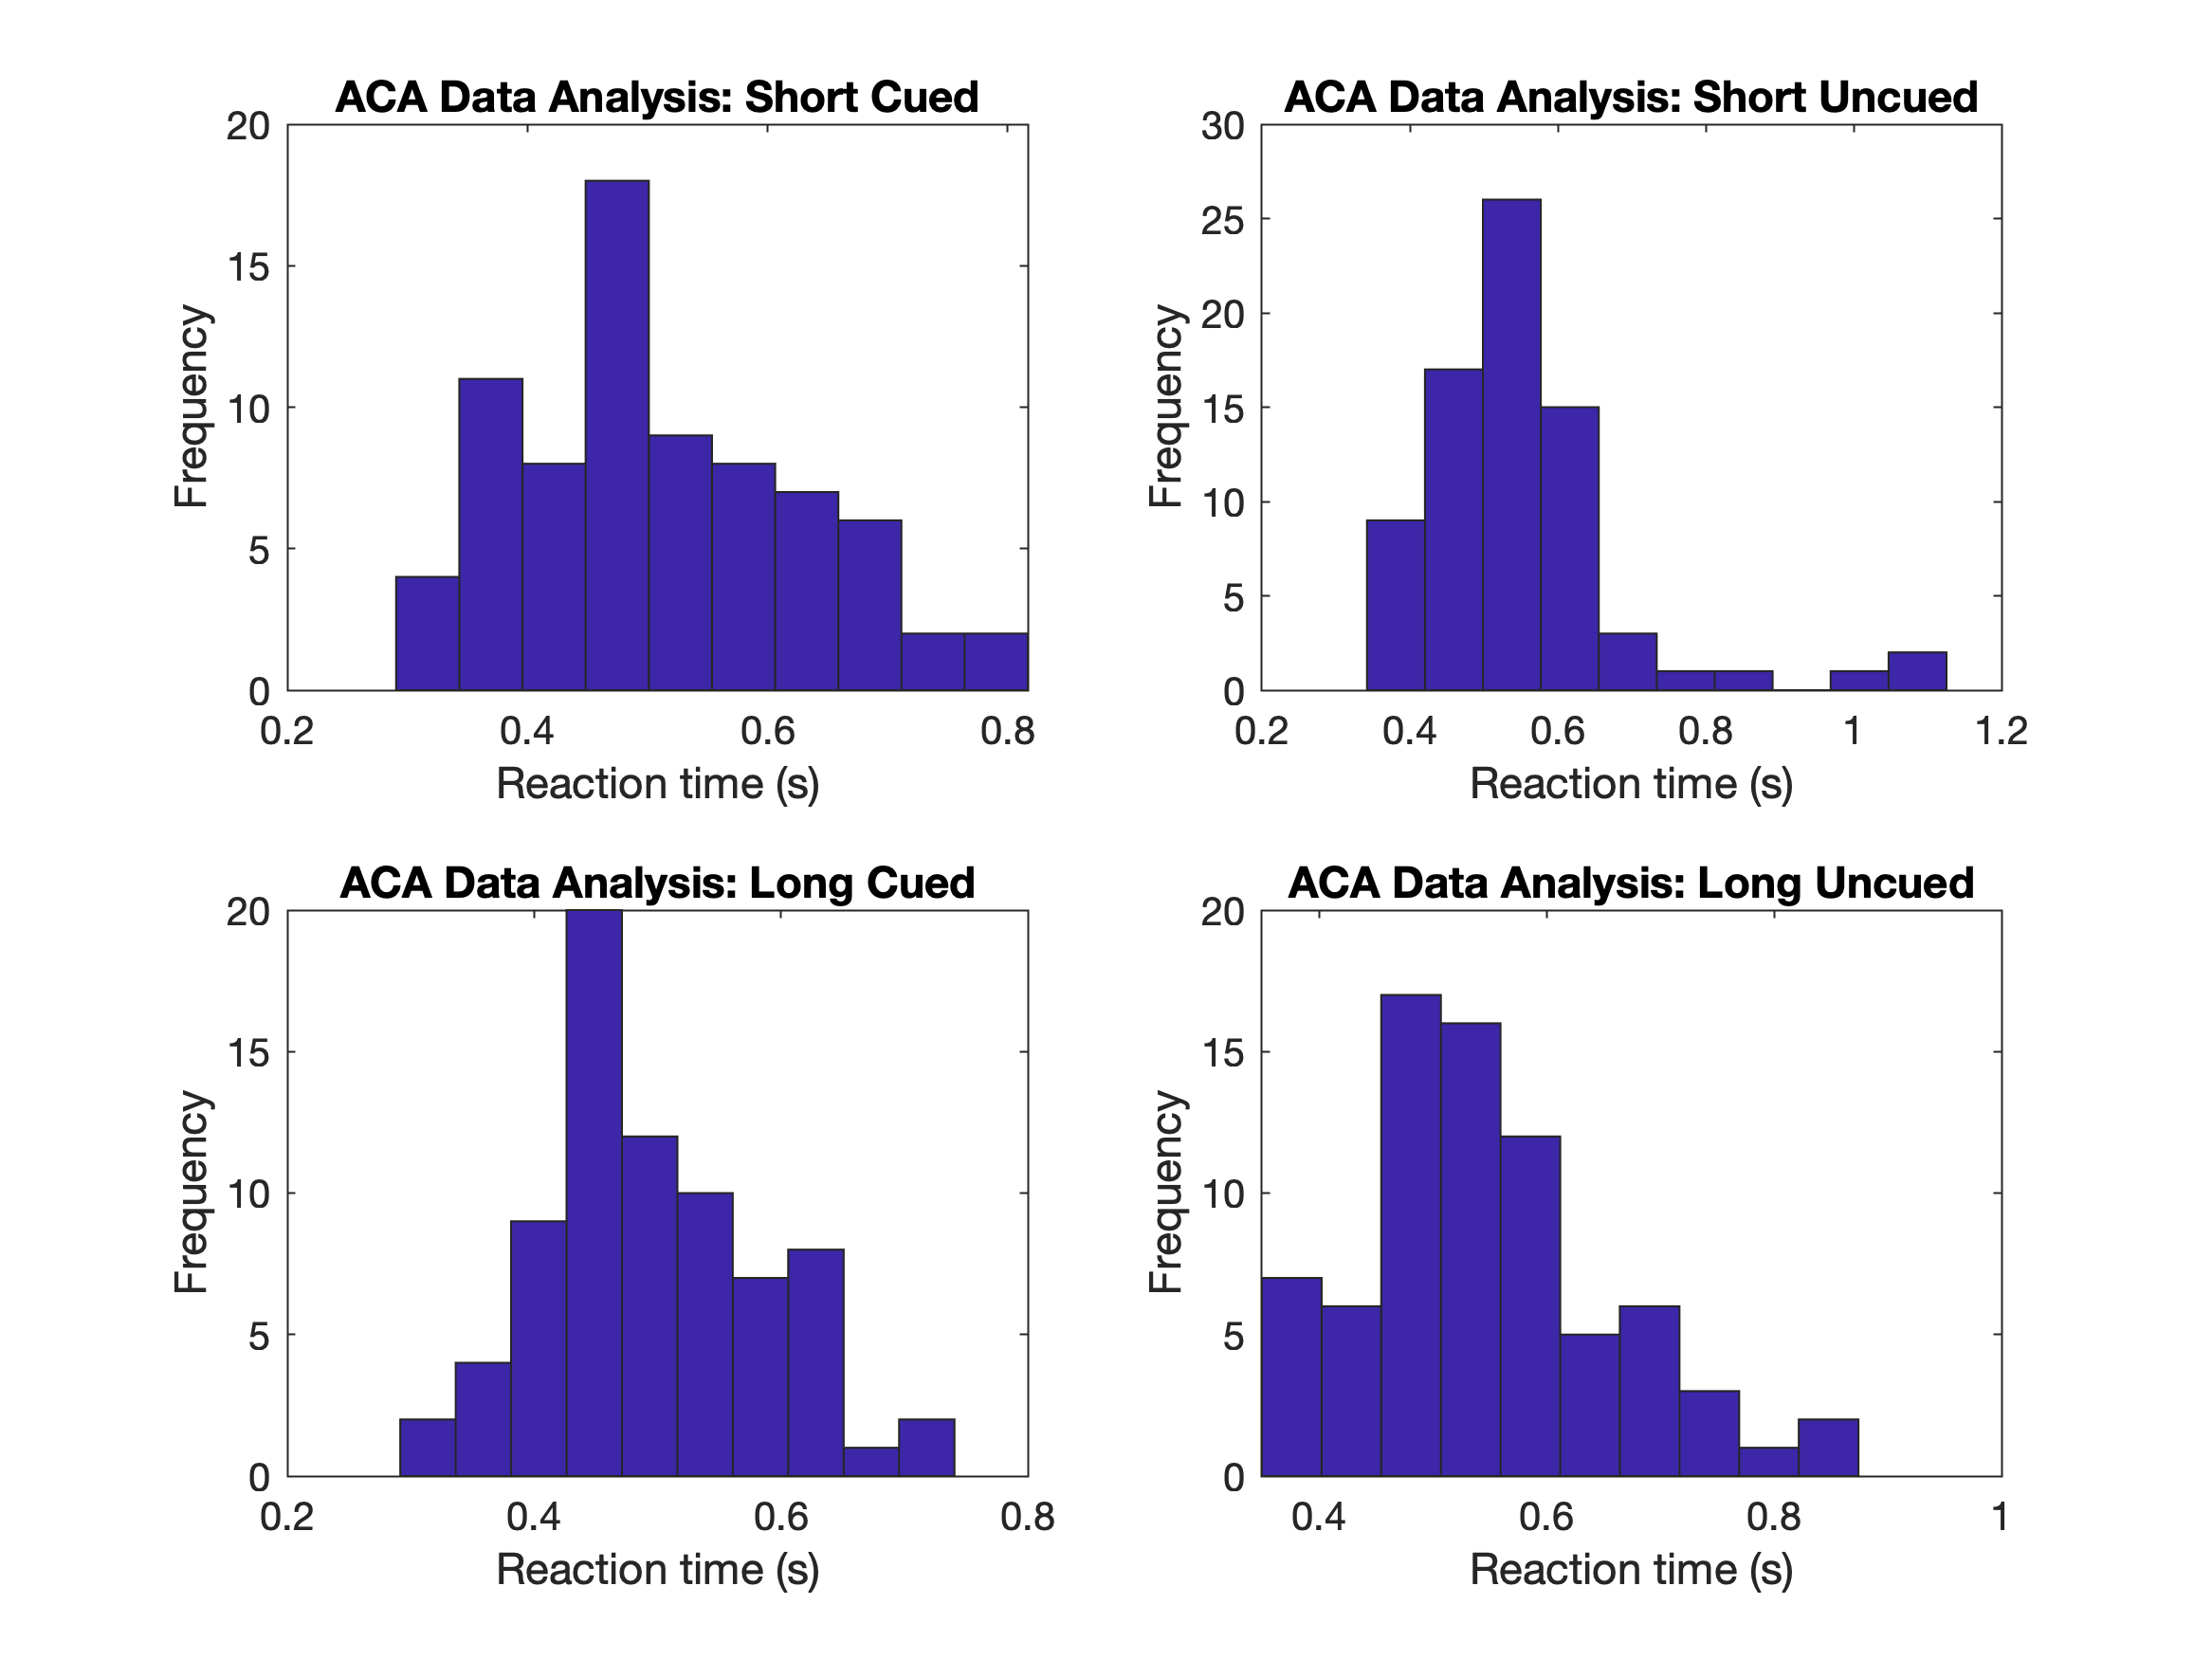 ACA Data Analysis: Short Cued
20
15
10
5
0
Frequency
0.2 0.4 0.6 0.8
Reaction time (s)
ACA Data Analysis: Short Uncued
30
25
20
15
10
5
0
Frequency
0.2 0.4 0.6 0.8 1 1.2
Reaction time (s)
ACA Data Analysis: Long Cued
20
15
10
5
0
Frequency
0.2 0.4 0.6 0.8
Reaction time (s)
ACA Data Analysis: Long Uncued
20
15
10
5
0
Frequency
0.4 0.6 0.8 1
Reaction time (s)